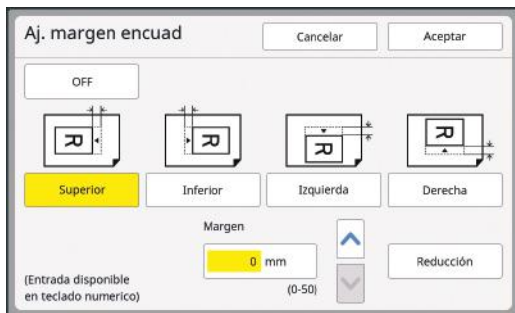 Aj. margen encuad
Cancelar
Aceptar
OFF
R
R
R
R
Superior
Inferior
Izquierda
Derecha
Margen
0 mm
Reducción
(0-50)
(Entrada disponible
en teclado numerico)